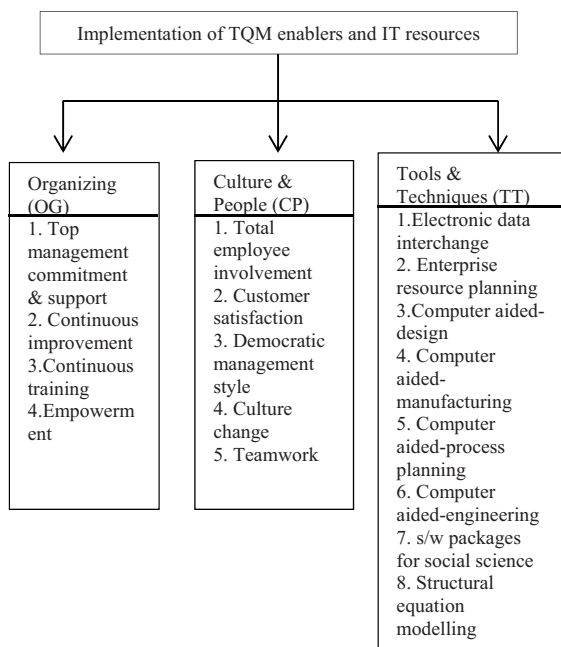 Implementation of TQM enablers and IT resources
Organizing
(OG)
1. Top
management
commitment
& support
2. Continuous
improvement
3.Continuous
training
4.Empowerm
ent
Culture &
People (CP)
1. Total
employee
involvement
2. Customer
satisfaction
3. Democratic
management
style
4. Culture
change
5. Teamwork
Tools &
Techniques (TT)
1.Electronic data
interchange
2. Enterprise
resource planning
3.Computer aided-
design
4. Computer
aided-
manufacturing
5. Computer
aided-process
planning
6. Computer
aided-engineering
7. s/w packages
for social science
8. Structural
equation
modelling